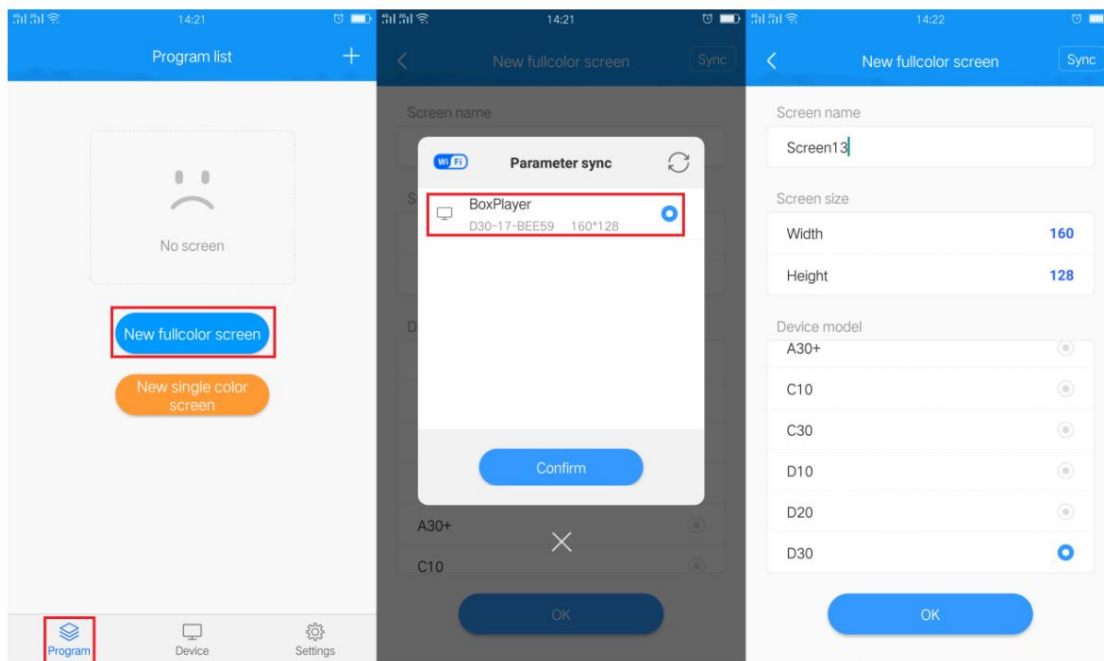 14:21
Program list
No screen
New fullcolor screen
New single color
screen
Program
Device
Settings
14:21
New fullcolor screen
Sync
Screen name
WiFi
Parameter sync
S
BoxPlayer
D30-17-BEE59 160*128
D
Confirm
A30+
C10
OK
14:22
New fullcolor screen
Sync
Screen name
Screen13
Screen size
Width 160
Height 128
Device model
A30+
C10
C30
D10
D20
D30
OK